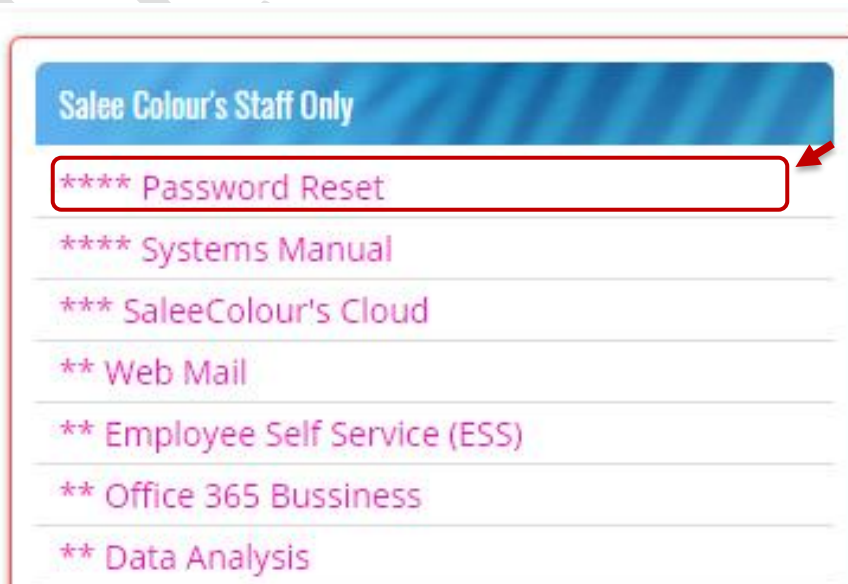 Salee Colour's Staff Only
**** Password Reset
**** Systems Manual
*** SaleeColour's Cloud
** Web Mail
** Employee Self Service (ESS)
** Office 365 Bussiness
** Data Analysis